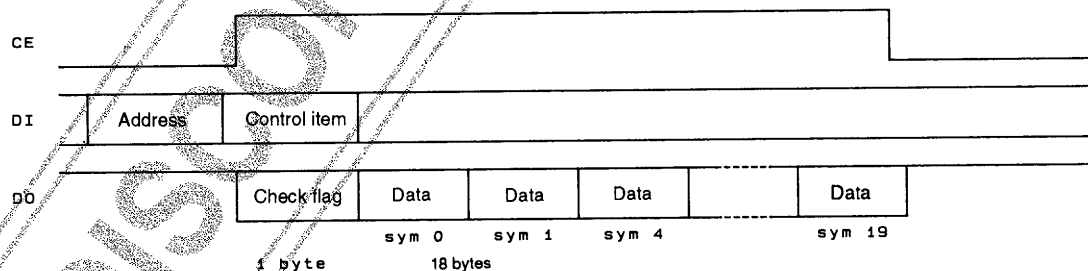 CE
DI
Address
Control item
DO
Check flag
Data
Data
Data
Data
sym 0
sym 1
sym 4
sym 19
1 byte
18 bytes